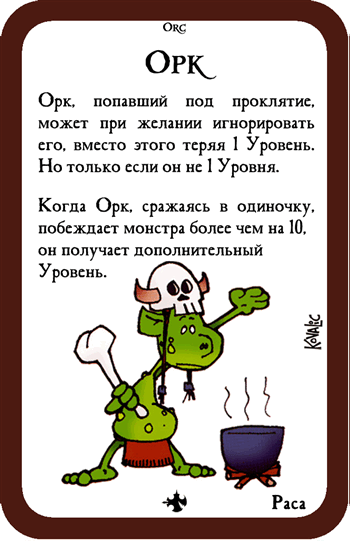 Orc
Орк
Орк, попавший под проклятие,
может при желании игнорировать
его, вместо этого теряя 1 Уровень.
Но только если он не 1 Уровня.
Когда Орк, сражаясь в одиночку,
побеждает монстра более чем на 10,
он получает дополнительный
Уровень.
Kovalic
Раса